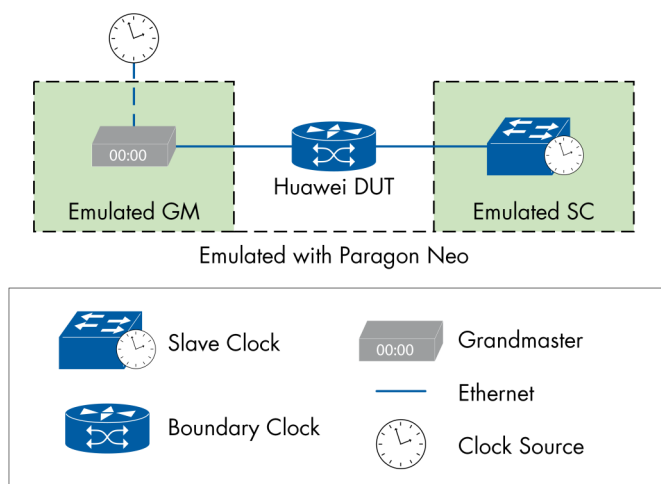 00:00
Huawei DUT
Emulated GM
Emulated SC
Emulated with Paragon Neo
Slave Clock
00:00
Grandmaster
Ethernet
Boundary Clock
Clock Source